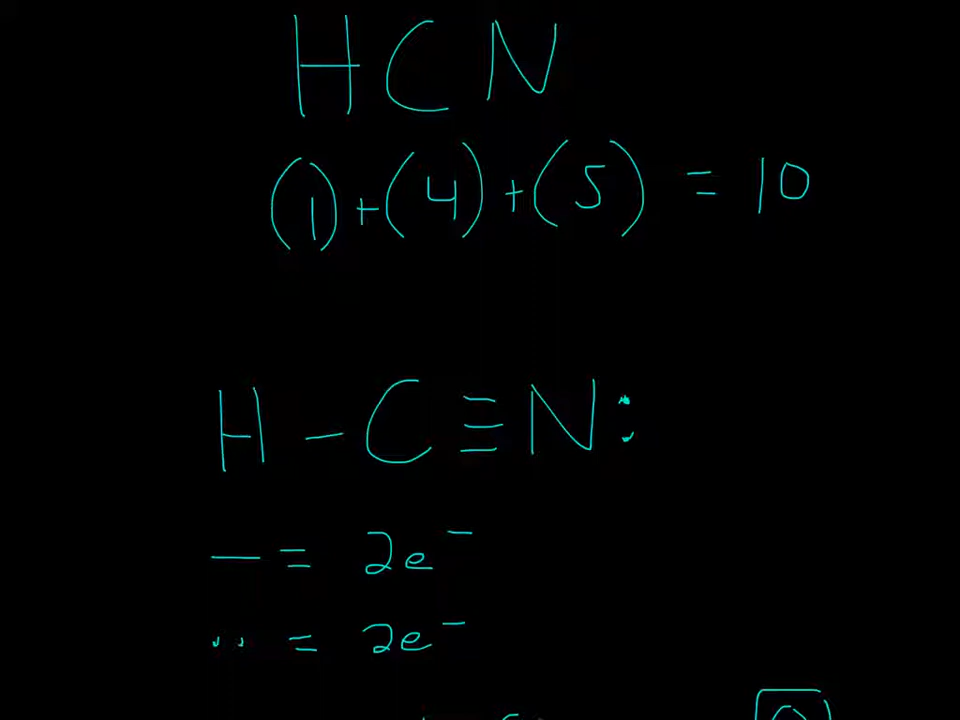 HCN
(1)+(4)+(5) = 10
H - C ≡ N:
— = 2e⁻
.. = 2e⁻